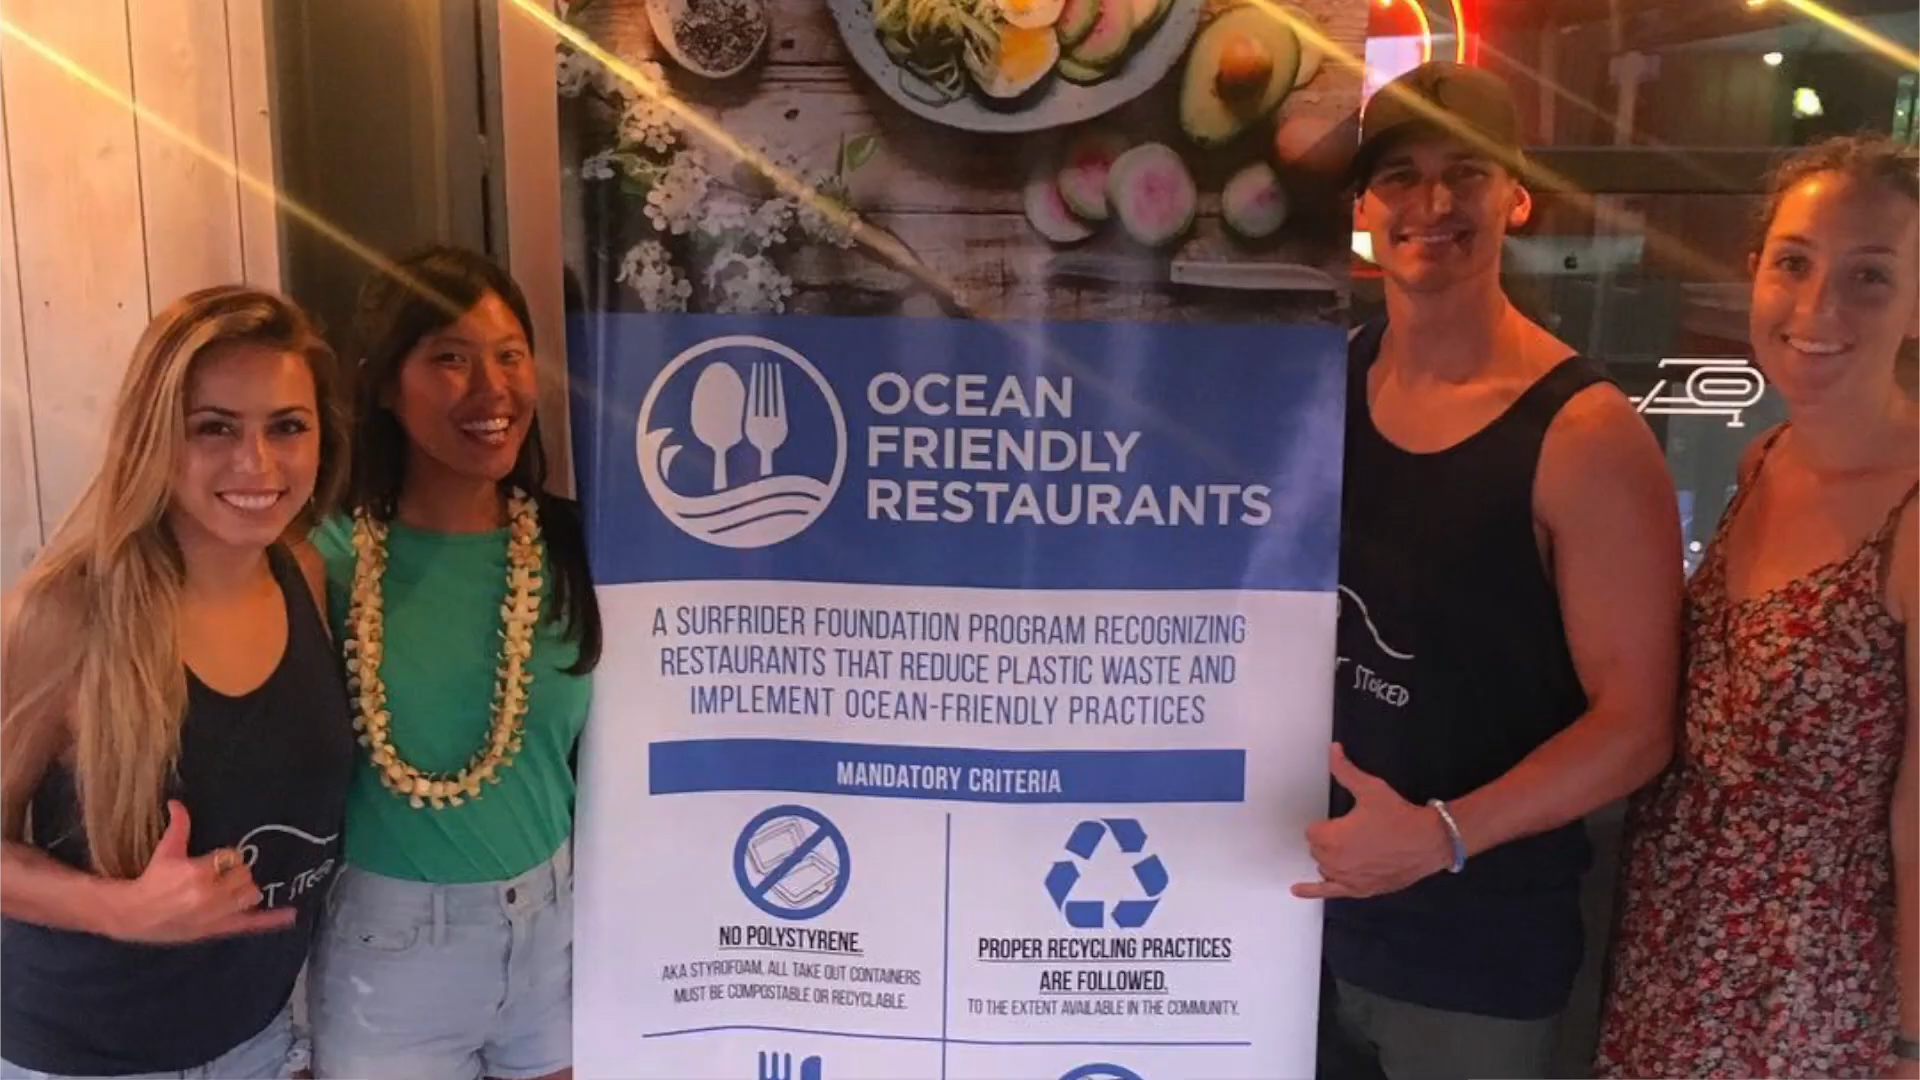 OCEAN
FRIENDLY
RESTAURANTS
A SURFRIDER FOUNDATION PROGRAM RECOGNIZING
RESTAURANTS THAT REDUCE PLASTIC WASTE AND
IMPLEMENT OCEAN-FRIENDLY PRACTICES
MANDATORY CRITERIA
NO POLYSTYRENE.
AKA STYROFOAM. ALL TAKE OUT CONTAINERS
MUST BE COMPOSTABLE OR RECYCLABLE.
PROPER RECYCLING PRACTICES
ARE FOLLOWED.
TO THE EXTENT AVAILABLE IN THE COMMUNITY.
STOKED